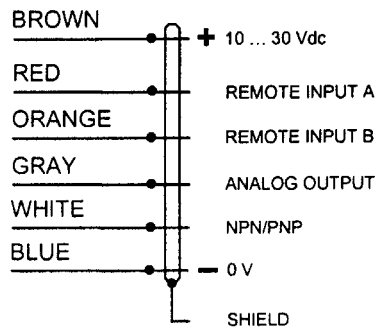 BROWN
+ 10 ... 30 Vdc
RED
REMOTE INPUT A
ORANGE
REMOTE INPUT B
GRAY
ANALOG OUTPUT
WHITE
NPN/PNP
BLUE
– 0 V
SHIELD